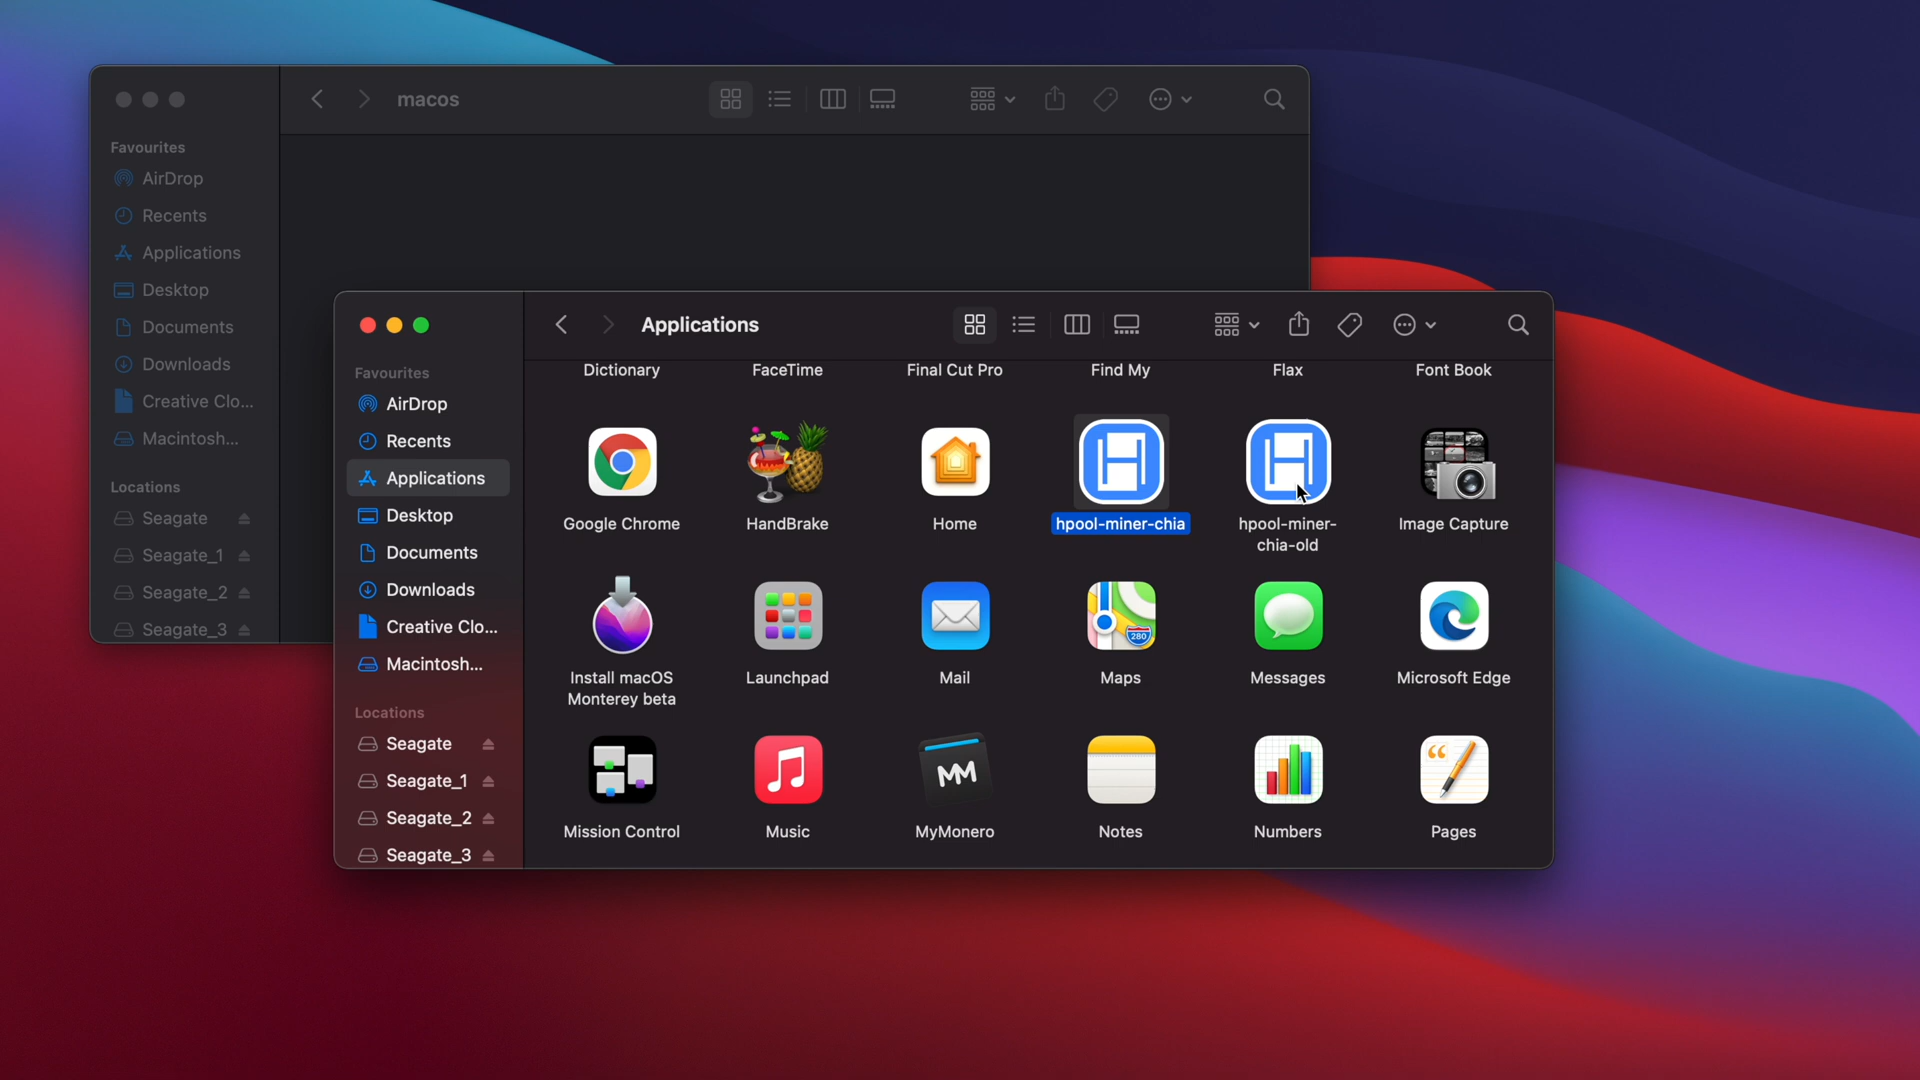 macos
Favourites
AirDrop
Recents
Applications
Desktop
Documents
Downloads
Creative Clo...
Macintosh...
Locations
Seagate
Seagate_1
Seagate_2
Seagate_3
Applications
Favourites
AirDrop
Recents
Applications
Desktop
Documents
Downloads
Creative Clo...
Macintosh...
Locations
Seagate
Seagate_1
Seagate_2
Seagate_3
Dictionary
FaceTime
Final Cut Pro
Find My
Flax
Font Book
Google Chrome
HandBrake
Home
hpool-miner-chia
hpool-miner-
chia-old
Image Capture
Install macOS
Monterey beta
Launchpad
Mail
280
Maps
Messages
Microsoft Edge
Mission Control
Music
MM
MyMonero
Notes
Numbers
Pages